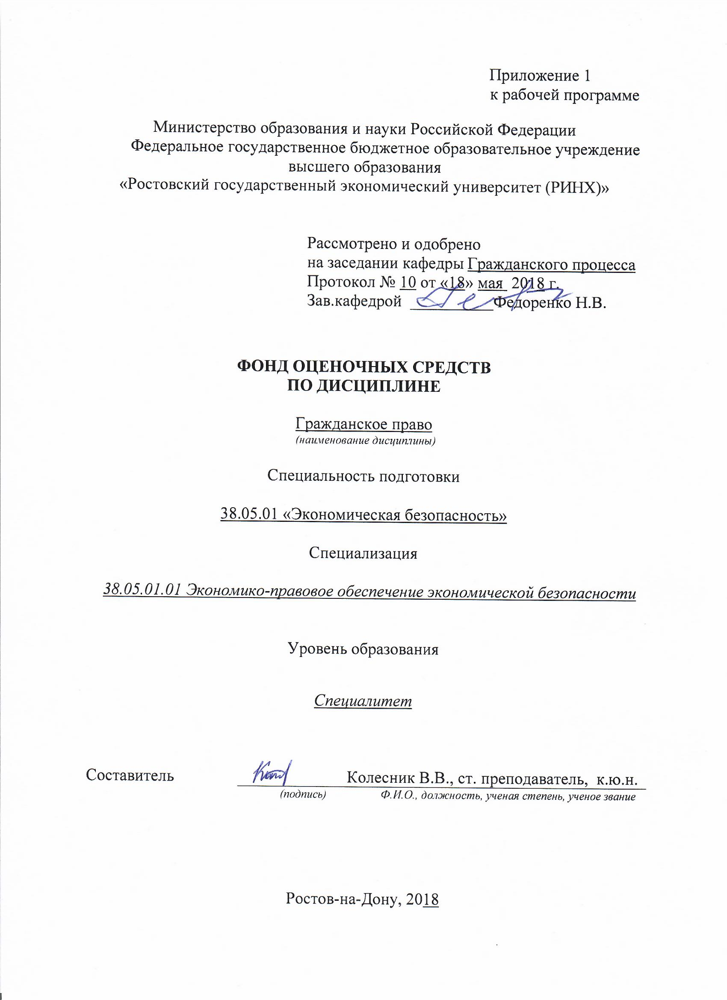 Приложение 1
к рабочей программе
Министерство образования и науки Российской Федерации
Федеральное государственное бюджетное образовательное учреждение
высшего образования
«Ростовский государственный экономический университет (РИНХ)»
Рассмотрено и одобрено
на заседании кафедры Гражданского процесса
Протокол № 10 от «18» мая 2018 г.
Зав.кафедрой __________Федоренко Н.В.
ФОНД ОЦЕНОЧНЫХ СРЕДСТВ
ПО ДИСЦИПЛИНЕ
Гражданское право
(наименование дисциплины)
Специальность подготовки
38.05.01 «Экономическая безопасность»
Специализация
38.05.01.01 Экономико-правовое обеспечение экономической безопасности
Уровень образования
Специалитет
Составитель Колесник В.В., ст. преподаватель, к.ю.н.
(подпись) Ф.И.О., должность, ученая степень, ученое звание
Ростов-на-Дону, 2018